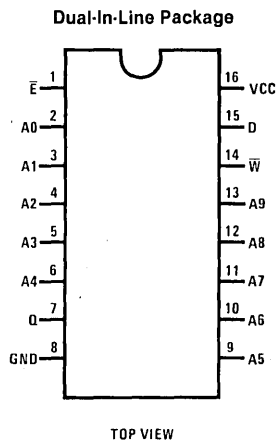 Dual-In-Line Package
E̅ 1 16 VCC
A0 2 15 D
A1 3 14 W̅
A2 4 13 A9
A3 5 12 A8
A4 6 11 A7
Q 7 10 A6
GND 8 9 A5
TOP VIEW